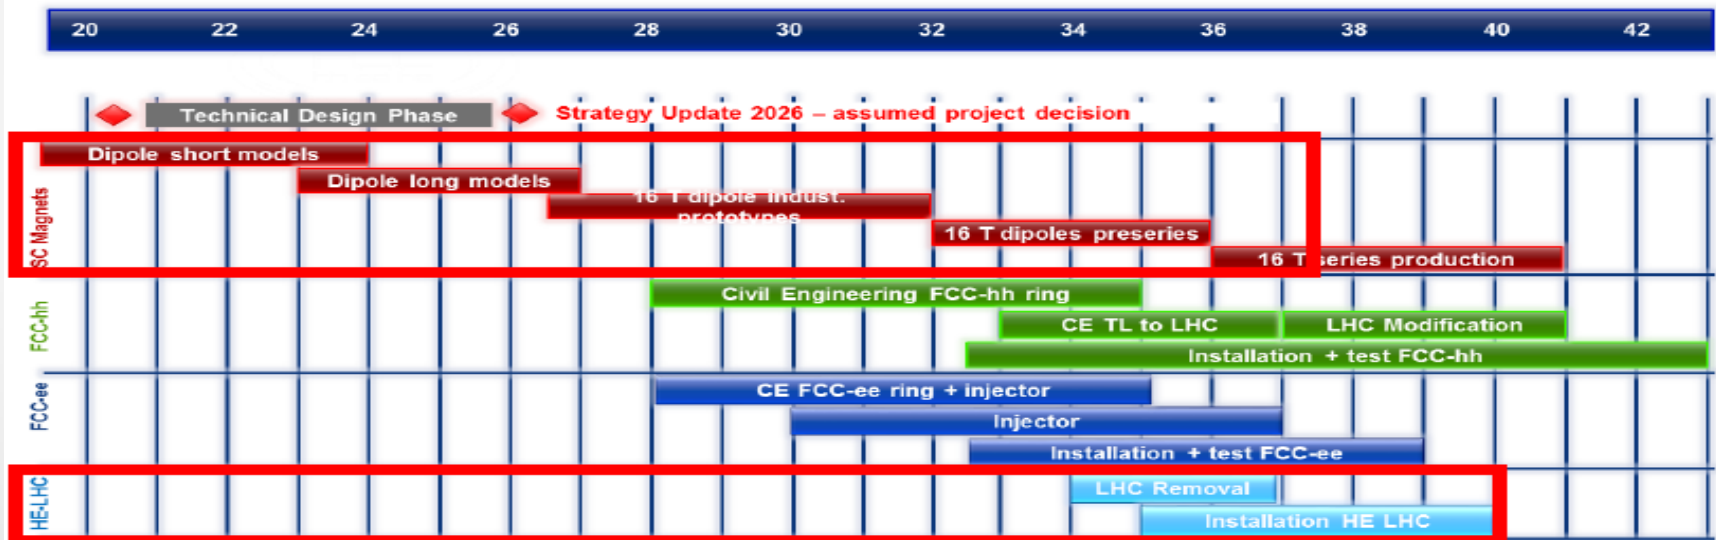 20 22 24 26 28 30 32 34 36 38 40 42
Technical Design Phase
Strategy Update 2026 – assumed project decision
SC Magnets
Dipole short models
Dipole long models
16 T dipole indust.
prototypes
16 T dipoles preseries
16 T series production
FCC-hh
Civil Engineering FCC-hh ring
CE TL to LHC
LHC Modification
Installation + test FCC-hh
FCC-ee
CE FCC-ee ring + injector
Injector
Installation + test FCC-ee
HE-LHC
LHC Removal
Installation HE LHC